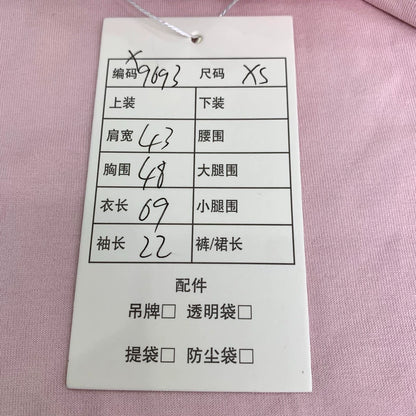 编码 X9693 尺码 XS
上装 下装
肩宽 43 腰围
胸围 48 大腿围
衣长 69 小腿围
袖长 22 裤/裙长
配件
吊牌□ 透明袋□
提袋□ 防尘袋□